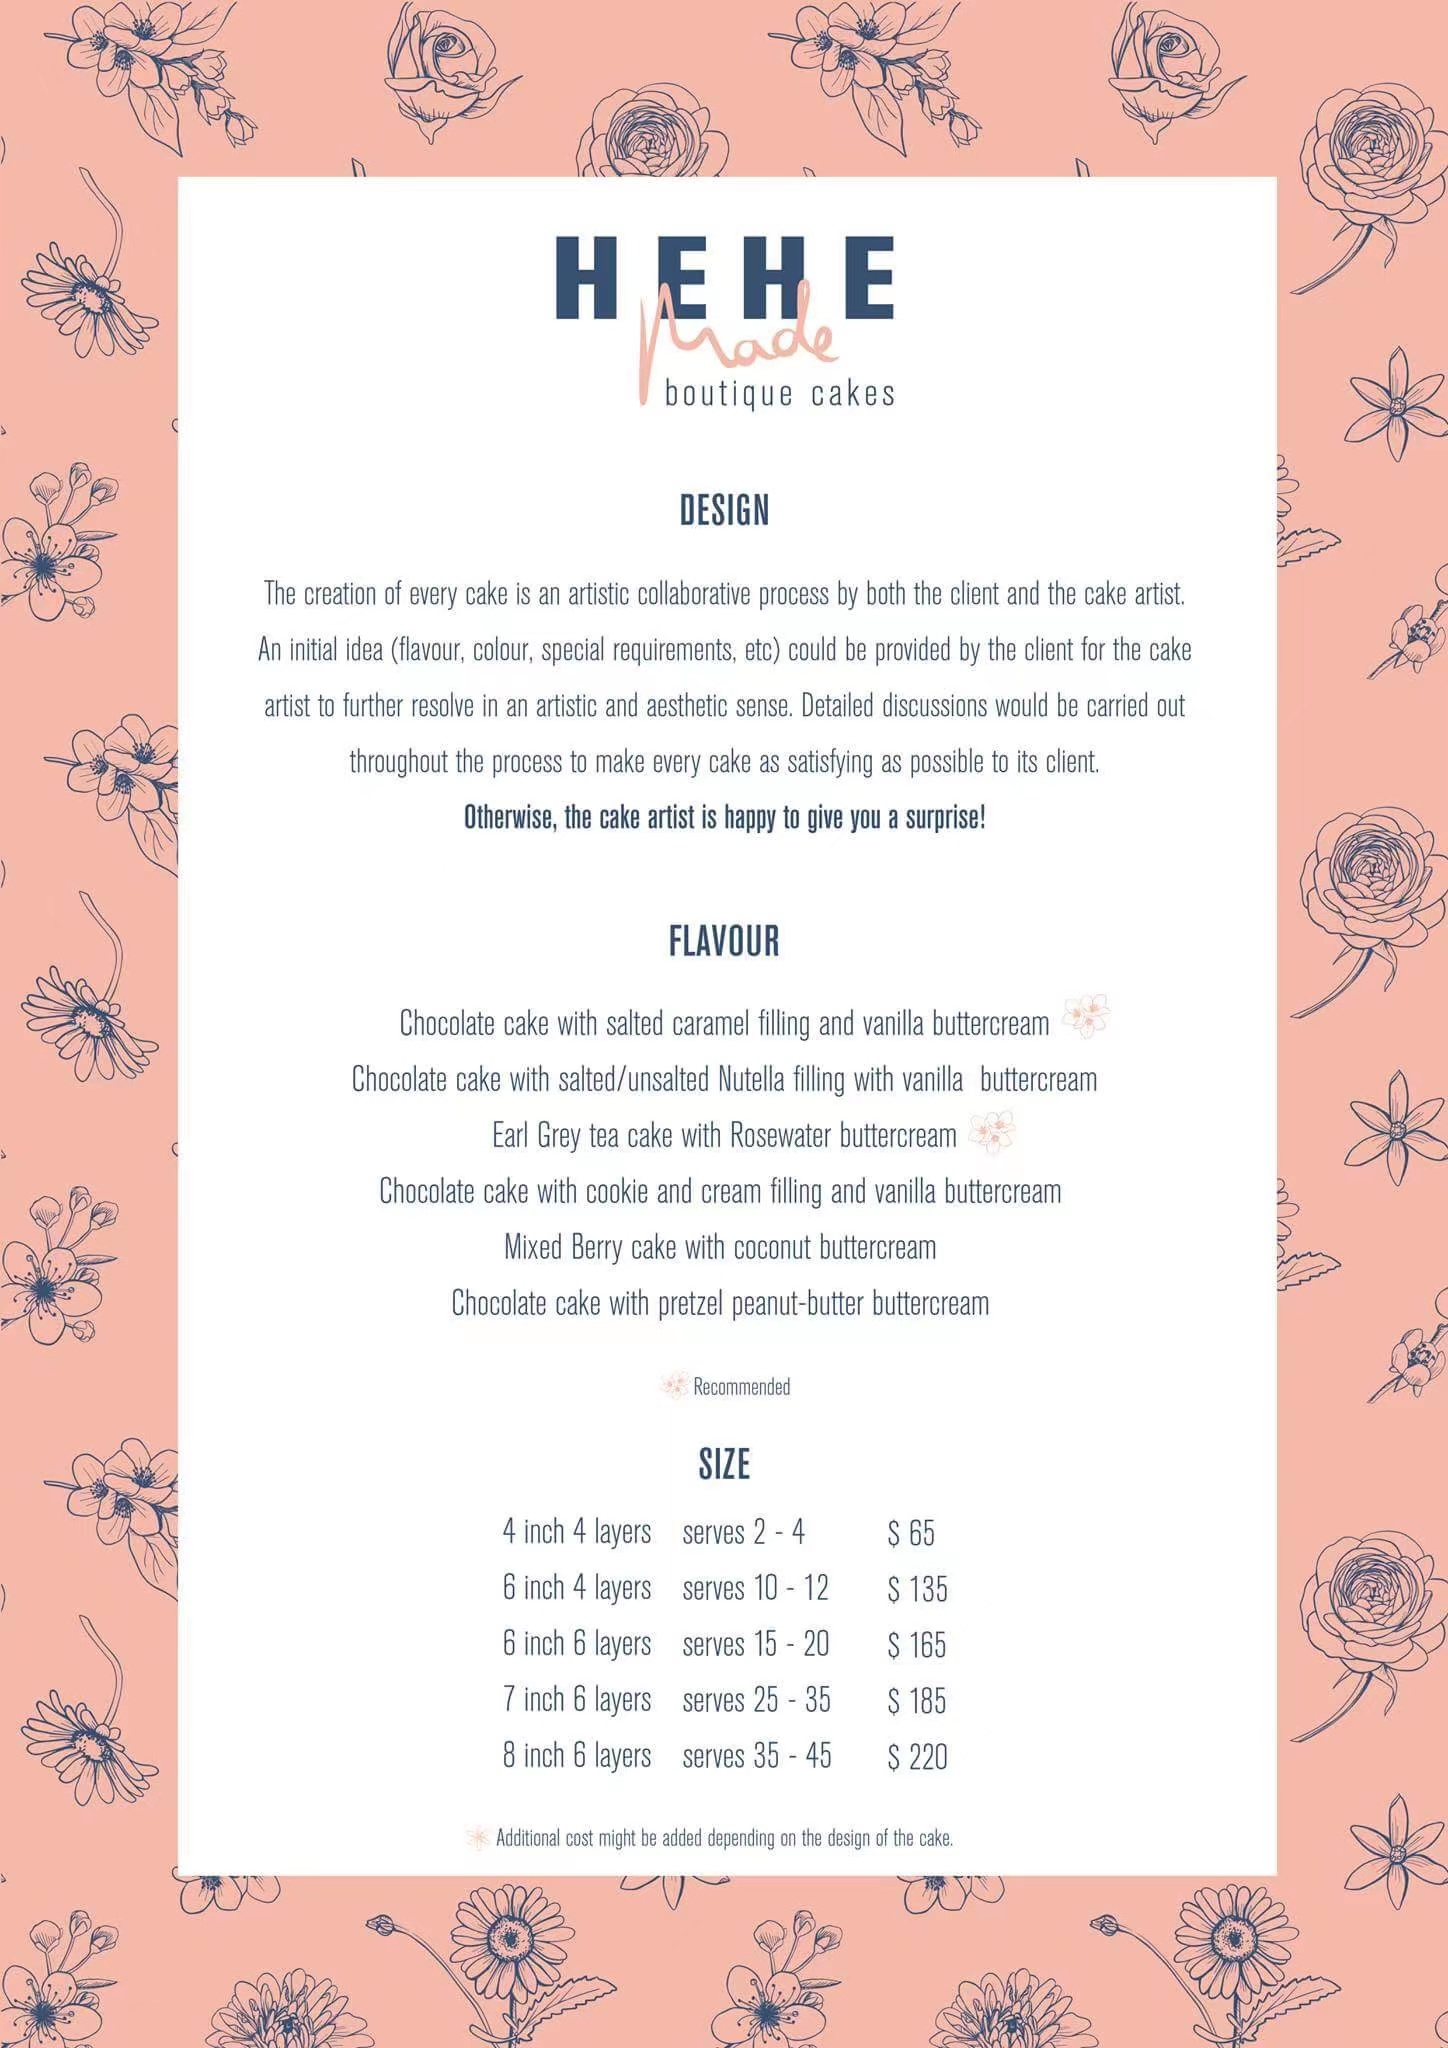 HEHE
Made
boutique cakes
DESIGN
The creation of every cake is an artistic collaborative process by both the client and the cake artist.
An initial idea (flavour, colour, special requirements, etc) could be provided by the client for the cake
artist to further resolve in an artistic and aesthetic sense. Detailed discussions would be carried out
throughout the process to make every cake as satisfying as possible to its client.
Otherwise, the cake artist is happy to give you a surprise!
FLAVOUR
Chocolate cake with salted caramel filling and vanilla buttercream
Chocolate cake with salted/unsalted Nutella filling with vanilla buttercream
Earl Grey tea cake with Rosewater buttercream
Chocolate cake with cookie and cream filling and vanilla buttercream
Mixed Berry cake with coconut buttercream
Chocolate cake with pretzel peanut-butter buttercream
Recommended
SIZE
4 inch 4 layers serves 2 - 4 $ 65
6 inch 4 layers serves 10 - 12 $ 135
6 inch 6 layers serves 15 - 20 $ 165
7 inch 6 layers serves 25 - 35 $ 185
8 inch 6 layers serves 35 - 45 $ 220
Additional cost might be added depending on the design of the cake.